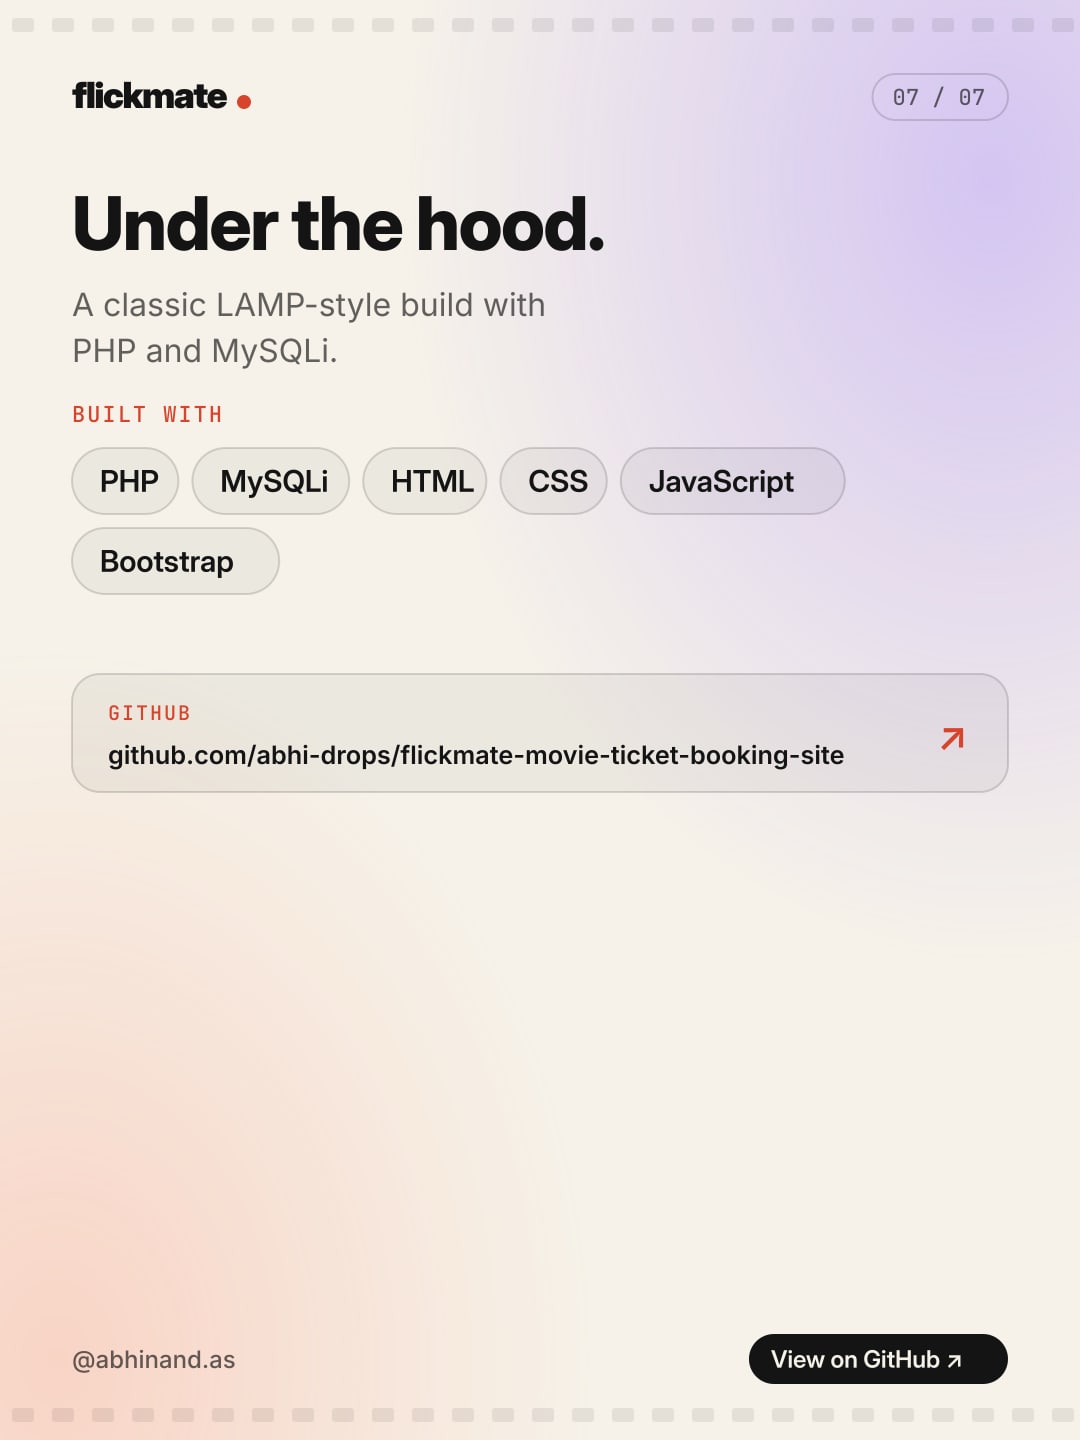 flickmate
07 / 07
Under the hood.
A classic LAMP-style build with
PHP and MySQLi.
BUILT WITH
PHP MySQLi HTML CSS JavaScript
Bootstrap
GITHUB
github.com/abhi-drops/flickmate-movie-ticket-booking-site
@abhinand.as
View on GitHub